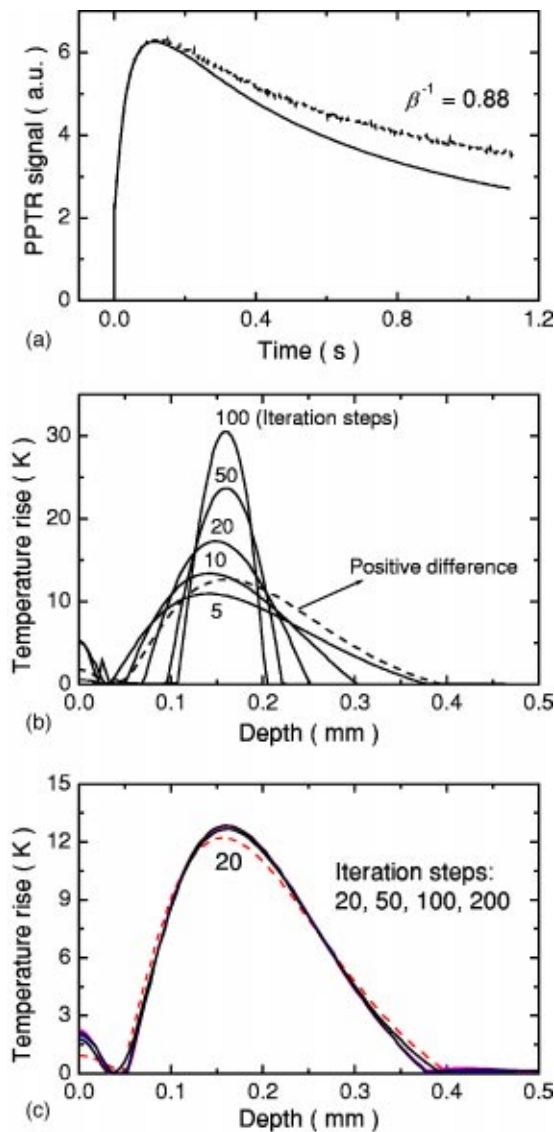 6
4
2
0
PPTR signal ( a.u. )
β⁻¹ = 0.88
0.0 0.4 0.8 1.2
(a)
Time ( s )
30
20
10
0
Temperature rise ( K )
100 (Iteration steps)
50
20
10
5
Positive difference
0.0 0.1 0.2 0.3 0.4 0.5
(b)
Depth ( mm )
15
12
9
6
3
0
Temperature rise ( K )
20
Iteration steps:
20, 50, 100, 200
0.0 0.1 0.2 0.3 0.4 0.5
(c)
Depth ( mm )